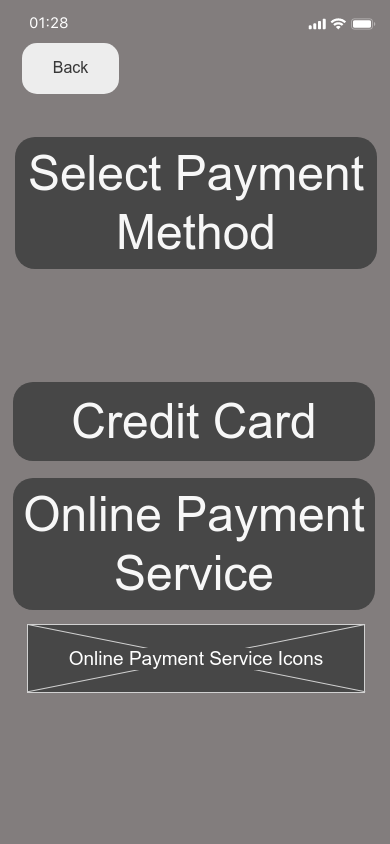 01:28
Back
Select Payment
Method
Credit Card
Online Payment
Service
Online Payment Service Icons